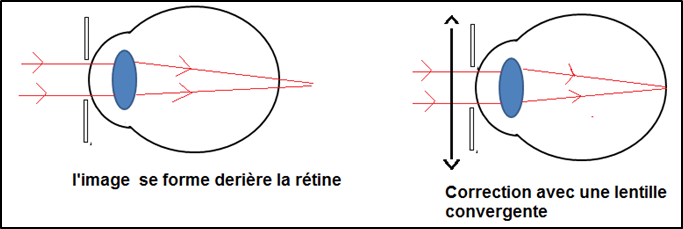 l'image se forme derière la rétine
Correction avec une lentille
convergente